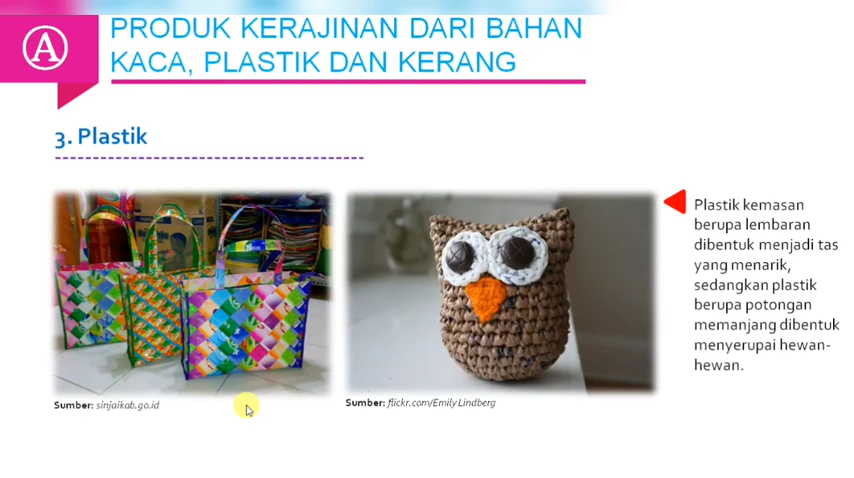 A
PRODUK KERAJINAN DARI BAHAN
KACA, PLASTIK DAN KERANG
3. Plastik
Plastik kemasan
berupa lembaran
dibentuk menjadi tas
yang menarik,
sedangkan plastik
berupa potongan
memanjang dibentuk
menyerupai hewan-
hewan.
Sumber: sinjaikab.go.id
Sumber: flickr.com/Emily Lindberg